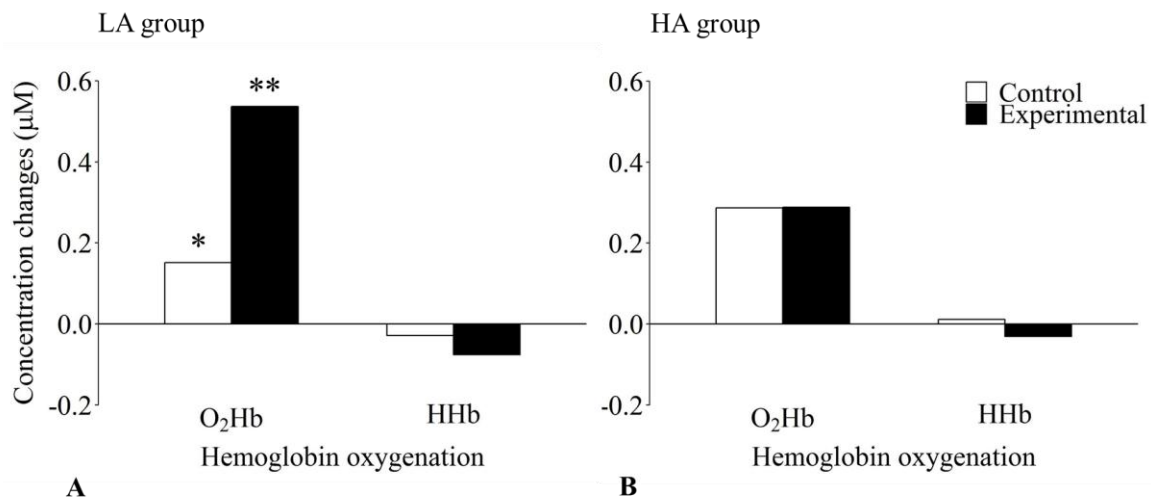 LA group
Concentration changes (µM)
0.6
0.4
0.2
0.0
-0.2
*
**
O₂Hb
HHb
Hemoglobin oxygenation
A
HA group
0.6
0.4
0.2
0.0
-0.2
Control
Experimental
O₂Hb
HHb
Hemoglobin oxygenation
B